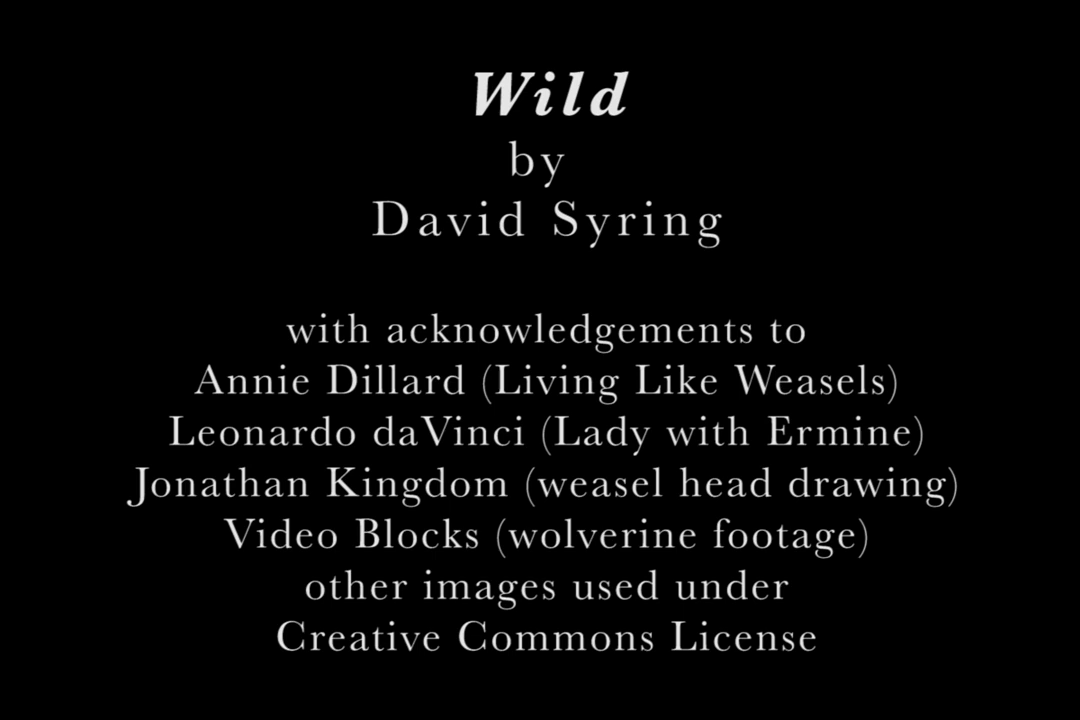 Wild
by
David Syring
with acknowledgements to
Annie Dillard (Living Like Weasels)
Leonardo daVinci (Lady with Ermine)
Jonathan Kingdom (weasel head drawing)
Video Blocks (wolverine footage)
other images used under
Creative Commons License